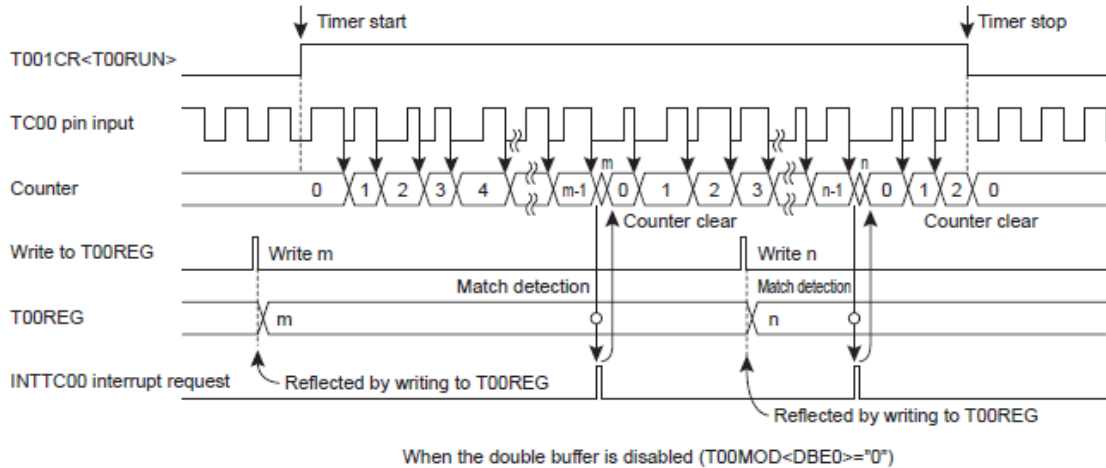 Timer start
Timer stop
T001CR<T00RUN>
TC00 pin input
m
n
Counter
0 1 2 3 4 m-1 0 1 2 3 n-1 0 1 2 0
Counter clear
Counter clear
Write to T00REG
Write m
Write n
Match detection
Match detection
T00REG
m
n
INTTC00 interrupt request
Reflected by writing to T00REG
Reflected by writing to T00REG
When the double buffer is disabled (T00MOD<DBE0>="0")